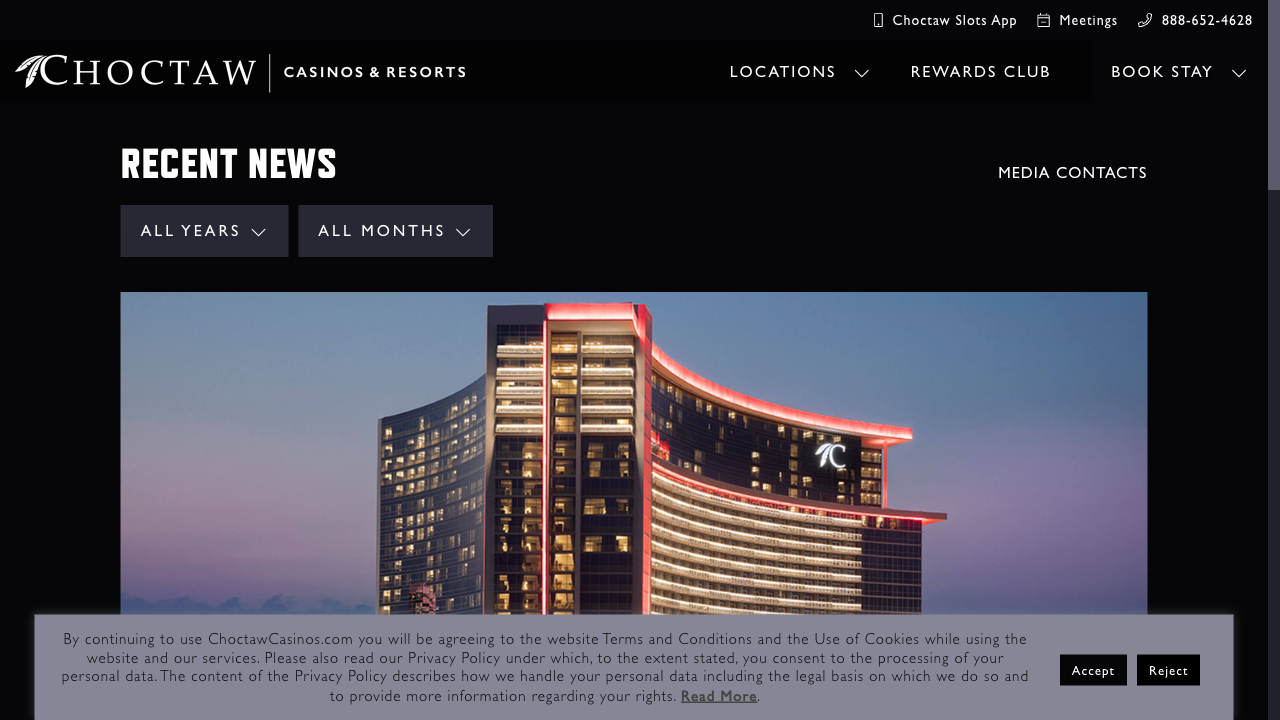 Choctaw Slots App Meetings 888-652-4628
CHOCTAW CASINOS & RESORTS LOCATIONS REWARDS CLUB BOOK STAY
RECENT NEWS
MEDIA CONTACTS
ALL YEARS ALL MONTHS
C
By continuing to use ChoctawCasinos.com you will be agreeing to the website Terms and Conditions and the Use of Cookies while using the
website and our services. Please also read our Privacy Policy under which, to the extent stated, you consent to the processing of your
personal data. The content of the Privacy Policy describes how we handle your personal data including the legal basis on which we do so and
to provide more information regarding your rights. Read More.
Accept Reject